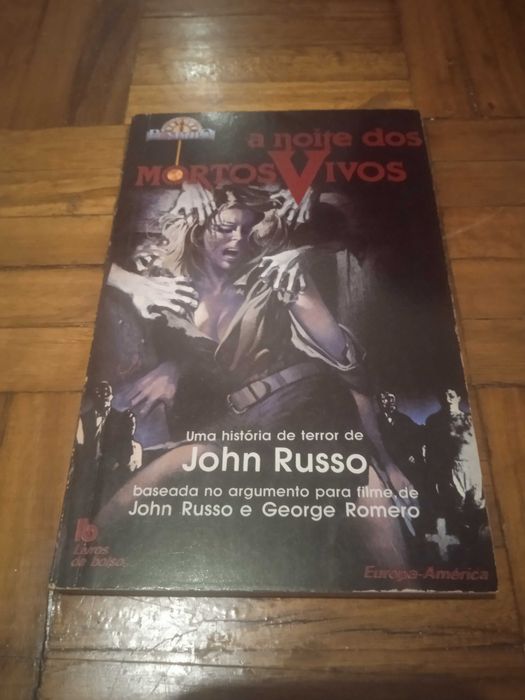 a noite dos
MORTOS VIVOS
Uma história de terror de
John Russo
baseada no argumento para filme de
John Russo e George Romero
lb
Livros
de bolso
Europa-América